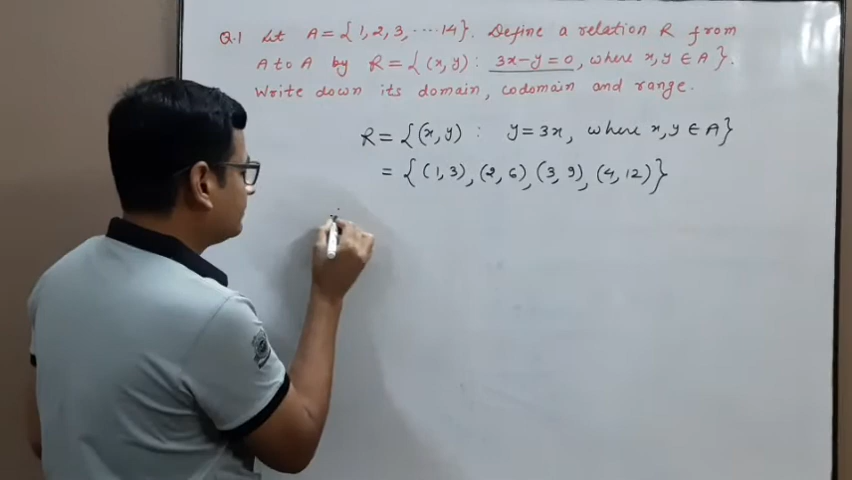 Q.1 Let A = {1, 2, 3, ....14}. Define a relation R from
A to A by R = {(x, y) : 3x-y = 0, where x, y ∈ A}.
Write down its domain, codomain and range.
R = {(x, y) : y = 3x, where x, y ∈ A}
= {(1, 3), (2, 6), (3, 9), (4, 12)}